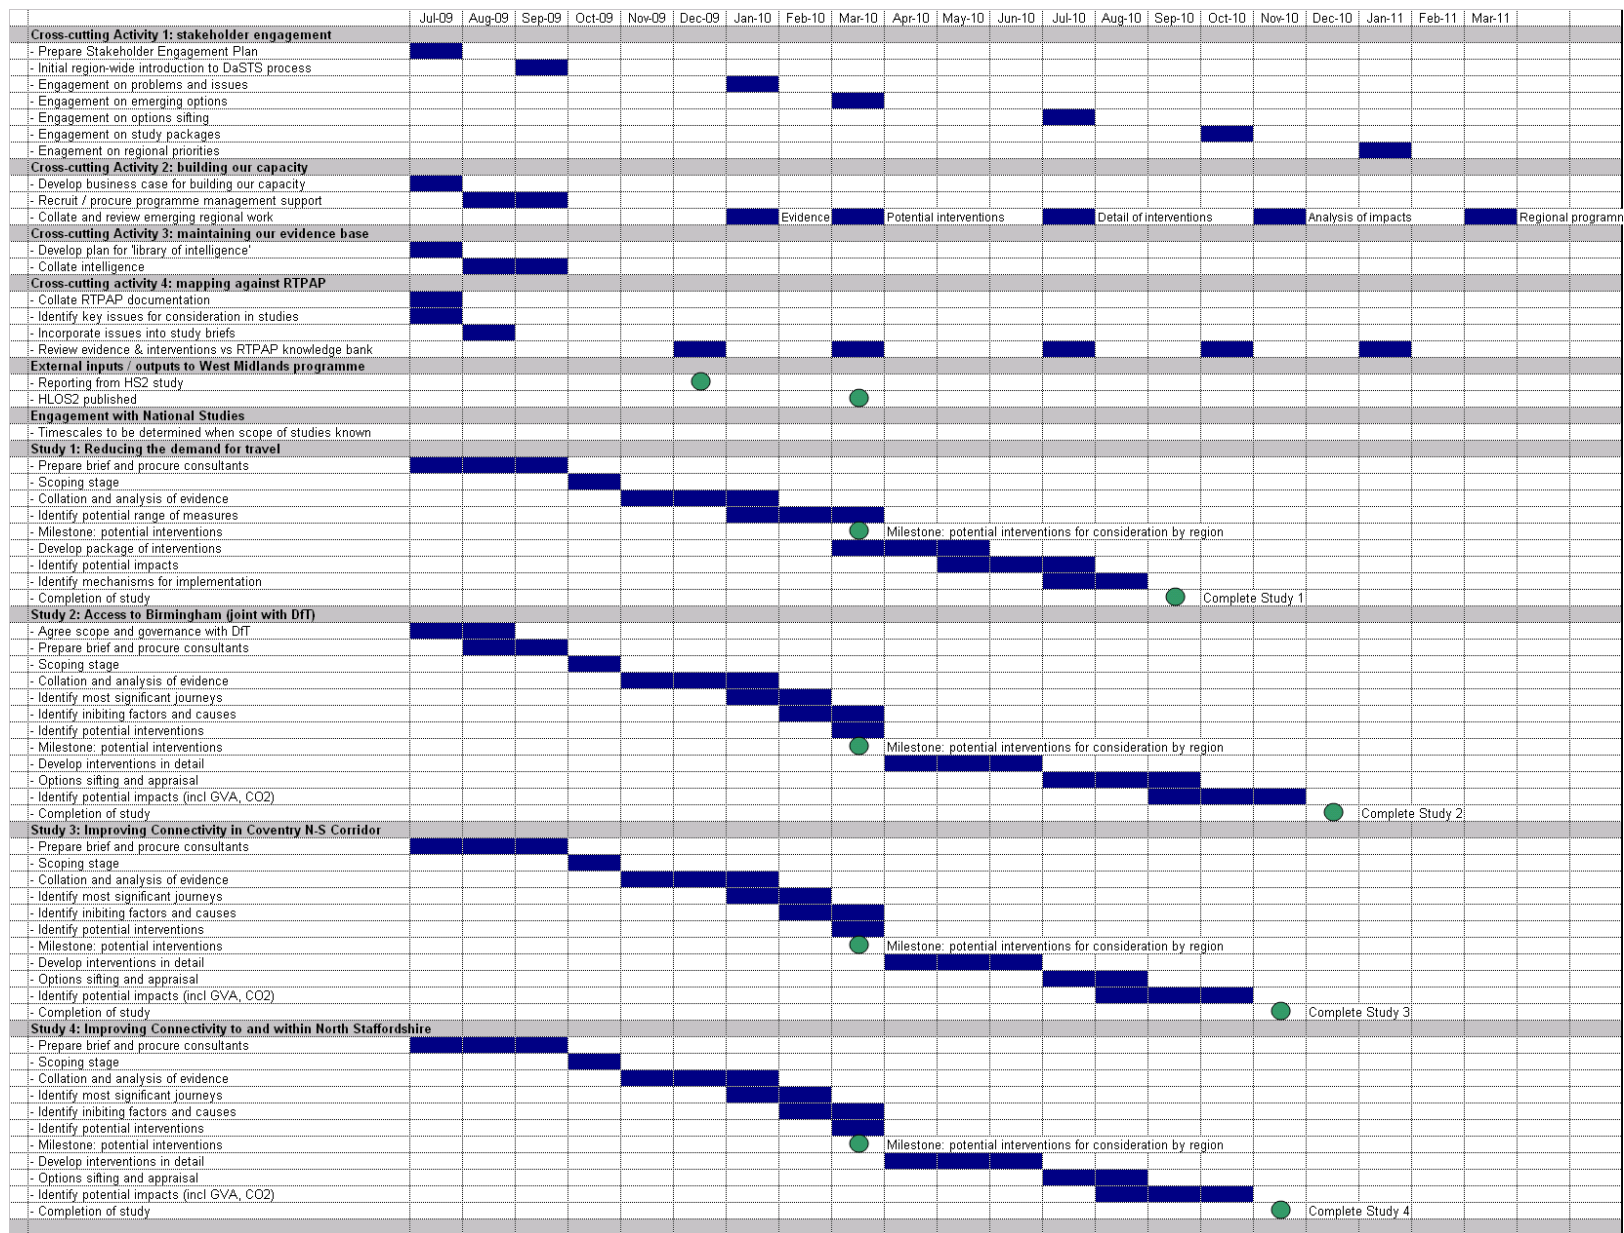 Jul-09 Aug-09 Sep-09 Oct-09 Nov-09 Dec-09 Jan-10 Feb-10 Mar-10 Apr-10 May-10 Jun-10 Jul-10 Aug-10 Sep-10 Oct-10 Nov-10 Dec-10 Jan-11 Feb-11 Mar-11
Cross-cutting Activity 1: stakeholder engagement
- Prepare Stakeholder Engagement Plan
- Initial region-wide introduction to DaSTS process
- Engagement on problems and issues
- Engagement on emerging options
- Engagement on options sifting
- Engagement on study packages
- Enagement on regional priorities
Cross-cutting Activity 2: building our capacity
- Develop business case for building our capacity
- Recruit / procure programme management support
- Collate and review emerging regional work Evidence Potential interventions Detail of interventions Analysis of impacts Regional programm
Cross-cutting Activity 3: maintaining our evidence base
- Develop plan for 'library of intelligence'
- Collate intelligence
Cross-cutting activity 4: mapping against RTPAP
- Collate RTPAP documentation
- Identify key issues for consideration in studies
- Incorporate issues into study briefs
- Review evidence & interventions vs RTPAP knowledge bank
External inputs / outputs to West Midlands programme
- Reporting from HS2 study
- HLOS2 published
Engagement with National Studies
- Timescales to be determined when scope of studies known
Study 1: Reducing the demand for travel
- Prepare brief and procure consultants
- Scoping stage
- Collation and analysis of evidence
- Identify potential range of measures
- Milestone: potential interventions Milestone: potential interventions for consideration by region
- Develop package of interventions
- Identify potential impacts
- Identify mechanisms for implementation
- Completion of study Complete Study 1
Study 2: Access to Birmingham (joint with DfT)
- Agree scope and governance with DfT
- Prepare brief and procure consultants
- Scoping stage
- Collation and analysis of evidence
- Identify most significant journeys
- Identify inibiting factors and causes
- Identify potential interventions
- Milestone: potential interventions Milestone: potential interventions for consideration by region
- Develop interventions in detail
- Options sifting and appraisal
- Identify potential impacts (incl GVA, CO2)
- Completion of study Complete Study 2
Study 3: Improving Connectivity in Coventry N-S Corridor
- Prepare brief and procure consultants
- Scoping stage
- Collation and analysis of evidence
- Identify most significant journeys
- Identify inibiting factors and causes
- Identify potential interventions
- Milestone: potential interventions Milestone: potential interventions for consideration by region
- Develop interventions in detail
- Options sifting and appraisal
- Identify potential impacts (incl GVA, CO2)
- Completion of study Complete Study 3
Study 4: Improving Connectivity to and within North Staffordshire
- Prepare brief and procure consultants
- Scoping stage
- Collation and analysis of evidence
- Identify most significant journeys
- Identify inibiting factors and causes
- Identify potential interventions
- Milestone: potential interventions Milestone: potential interventions for consideration by region
- Develop interventions in detail
- Options sifting and appraisal
- Identify potential impacts (incl GVA, CO2)
- Completion of study Complete Study 4